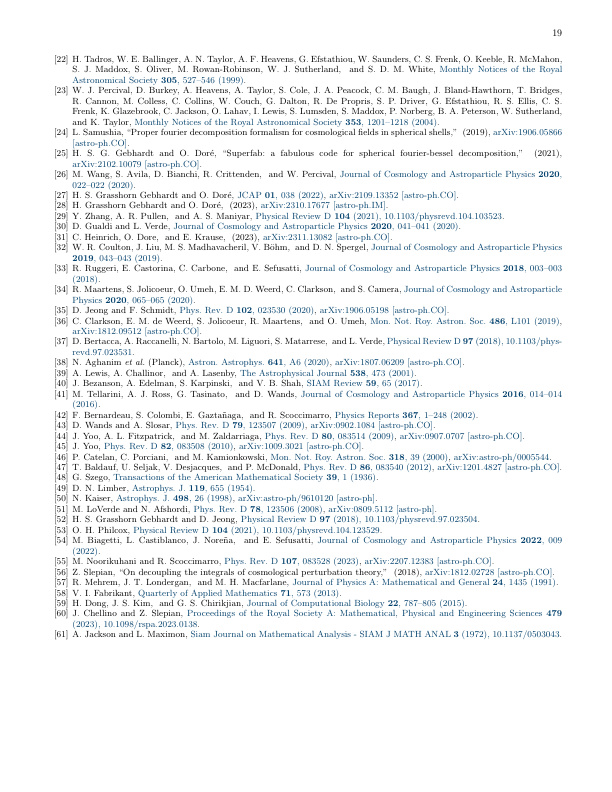 19
[22] H. Tadros, W. E. Ballinger, A. N. Taylor, A. F. Heavens, G. Efstathiou, W. Saunders, C. S. Frenk, O. Keeble, R. McMahon,
S. J. Maddox, S. Oliver, M. Rowan-Robinson, W. J. Sutherland, and S. D. M. White, Monthly Notices of the Royal
Astronomical Society 305, 527–546 (1999).
[23] W. J. Percival, D. Burkey, A. Heavens, A. Taylor, S. Cole, J. A. Peacock, C. M. Baugh, J. Bland-Hawthorn, T. Bridges,
R. Cannon, M. Colless, C. Collins, W. Couch, G. Dalton, R. De Propris, S. P. Driver, G. Efstathiou, R. S. Ellis, C. S.
Frenk, K. Glazebrook, C. Jackson, O. Lahav, I. Lewis, S. Lumsden, S. Maddox, P. Norberg, B. A. Peterson, W. Sutherland,
and K. Taylor, Monthly Notices of the Royal Astronomical Society 353, 1201–1218 (2004).
[24] L. Samushia, “Proper fourier decomposition formalism for cosmological fields in spherical shells,” (2019), arXiv:1906.05866
[astro-ph.CO].
[25] H. S. G. Gebhardt and O. Doré, “Superfab: a fabulous code for spherical fourier-bessel decomposition,” (2021),
arXiv:2102.10079 [astro-ph.CO].
[26] M. Wang, S. Avila, D. Bianchi, R. Crittenden, and W. Percival, Journal of Cosmology and Astroparticle Physics 2020,
022–022 (2020).
[27] H. S. Grasshorn Gebhardt and O. Doré, JCAP 01, 038 (2022), arXiv:2109.13352 [astro-ph.CO].
[28] H. Grasshorn Gebhardt and O. Doré, (2023), arXiv:2310.17677 [astro-ph.IM].
[29] Y. Zhang, A. R. Pullen, and A. S. Maniyar, Physical Review D 104 (2021), 10.1103/physrevd.104.103523.
[30] D. Gualdi and L. Verde, Journal of Cosmology and Astroparticle Physics 2020, 041–041 (2020).
[31] C. Heinrich, O. Dore, and E. Krause, (2023), arXiv:2311.13082 [astro-ph.CO].
[32] W. R. Coulton, J. Liu, M. S. Madhavacheril, V. Böhm, and D. N. Spergel, Journal of Cosmology and Astroparticle Physics
2019, 043–043 (2019).
[33] R. Ruggeri, E. Castorina, C. Carbone, and E. Sefusatti, Journal of Cosmology and Astroparticle Physics 2018, 003–003
(2018).
[34] R. Maartens, S. Jolicoeur, O. Umeh, E. M. D. Weerd, C. Clarkson, and S. Camera, Journal of Cosmology and Astroparticle
Physics 2020, 065–065 (2020).
[35] D. Jeong and F. Schmidt, Phys. Rev. D 102, 023530 (2020), arXiv:1906.05198 [astro-ph.CO].
[36] C. Clarkson, E. M. de Weerd, S. Jolicoeur, R. Maartens, and O. Umeh, Mon. Not. Roy. Astron. Soc. 486, L101 (2019),
arXiv:1812.09512 [astro-ph.CO].
[37] D. Bertacca, A. Raccanelli, N. Bartolo, M. Liguori, S. Matarrese, and L. Verde, Physical Review D 97 (2018), 10.1103/phys-
revd.97.023531.
[38] N. Aghanim et al. (Planck), Astron. Astrophys. 641, A6 (2020), arXiv:1807.06209 [astro-ph.CO].
[39] A. Lewis, A. Challinor, and A. Lasenby, The Astrophysical Journal 538, 473 (2001).
[40] J. Bezanson, A. Edelman, S. Karpinski, and V. B. Shah, SIAM Review 59, 65 (2017).
[41] M. Tellarini, A. J. Ross, G. Tasinato, and D. Wands, Journal of Cosmology and Astroparticle Physics 2016, 014–014
(2016).
[42] F. Bernardeau, S. Colombi, E. Gaztañaga, and R. Scoccimarro, Physics Reports 367, 1–248 (2002).
[43] D. Wands and A. Slosar, Phys. Rev. D 79, 123507 (2009), arXiv:0902.1084 [astro-ph.CO].
[44] J. Yoo, A. L. Fitzpatrick, and M. Zaldarriaga, Phys. Rev. D 80, 083514 (2009), arXiv:0907.0707 [astro-ph.CO].
[45] J. Yoo, Phys. Rev. D 82, 083508 (2010), arXiv:1009.3021 [astro-ph.CO].
[46] P. Catelan, C. Porciani, and M. Kamionkowski, Mon. Not. Roy. Astron. Soc. 318, 39 (2000), arXiv:astro-ph/0005544.
[47] T. Baldauf, U. Seljak, V. Desjacques, and P. McDonald, Phys. Rev. D 86, 083540 (2012), arXiv:1201.4827 [astro-ph.CO].
[48] G. Szego, Transactions of the American Mathematical Society 39, 1 (1936).
[49] D. N. Limber, Astrophys. J. 119, 655 (1954).
[50] N. Kaiser, Astrophys. J. 498, 26 (1998), arXiv:astro-ph/9610120 [astro-ph].
[51] M. LoVerde and N. Afshordi, Phys. Rev. D 78, 123506 (2008), arXiv:0809.5112 [astro-ph].
[52] H. S. Grasshorn Gebhardt and D. Jeong, Physical Review D 97 (2018), 10.1103/physrevd.97.023504.
[53] O. H. Philcox, Physical Review D 104 (2021), 10.1103/physrevd.104.123529.
[54] M. Biagetti, L. Castiblanco, J. Noreña, and E. Sefusatti, Journal of Cosmology and Astroparticle Physics 2022, 009
(2022).
[55] M. Noorikuhani and R. Scoccimarro, Phys. Rev. D 107, 083528 (2023), arXiv:2207.12383 [astro-ph.CO].
[56] Z. Slepian, “On decoupling the integrals of cosmological perturbation theory,” (2018), arXiv:1812.02728 [astro-ph.CO].
[57] R. Mehrem, J. T. Londergan, and M. H. Macfarlane, Journal of Physics A: Mathematical and General 24, 1435 (1991).
[58] V. I. Fabrikant, Quarterly of Applied Mathematics 71, 573 (2013).
[59] H. Dong, J. S. Kim, and G. S. Chirikjian, Journal of Computational Biology 22, 787–805 (2015).
[60] J. Chellino and Z. Slepian, Proceedings of the Royal Society A: Mathematical, Physical and Engineering Sciences 479
(2023), 10.1098/rspa.2023.0138.
[61] A. Jackson and L. Maximon, Siam Journal on Mathematical Analysis - SIAM J MATH ANAL 3 (1972), 10.1137/0503043.